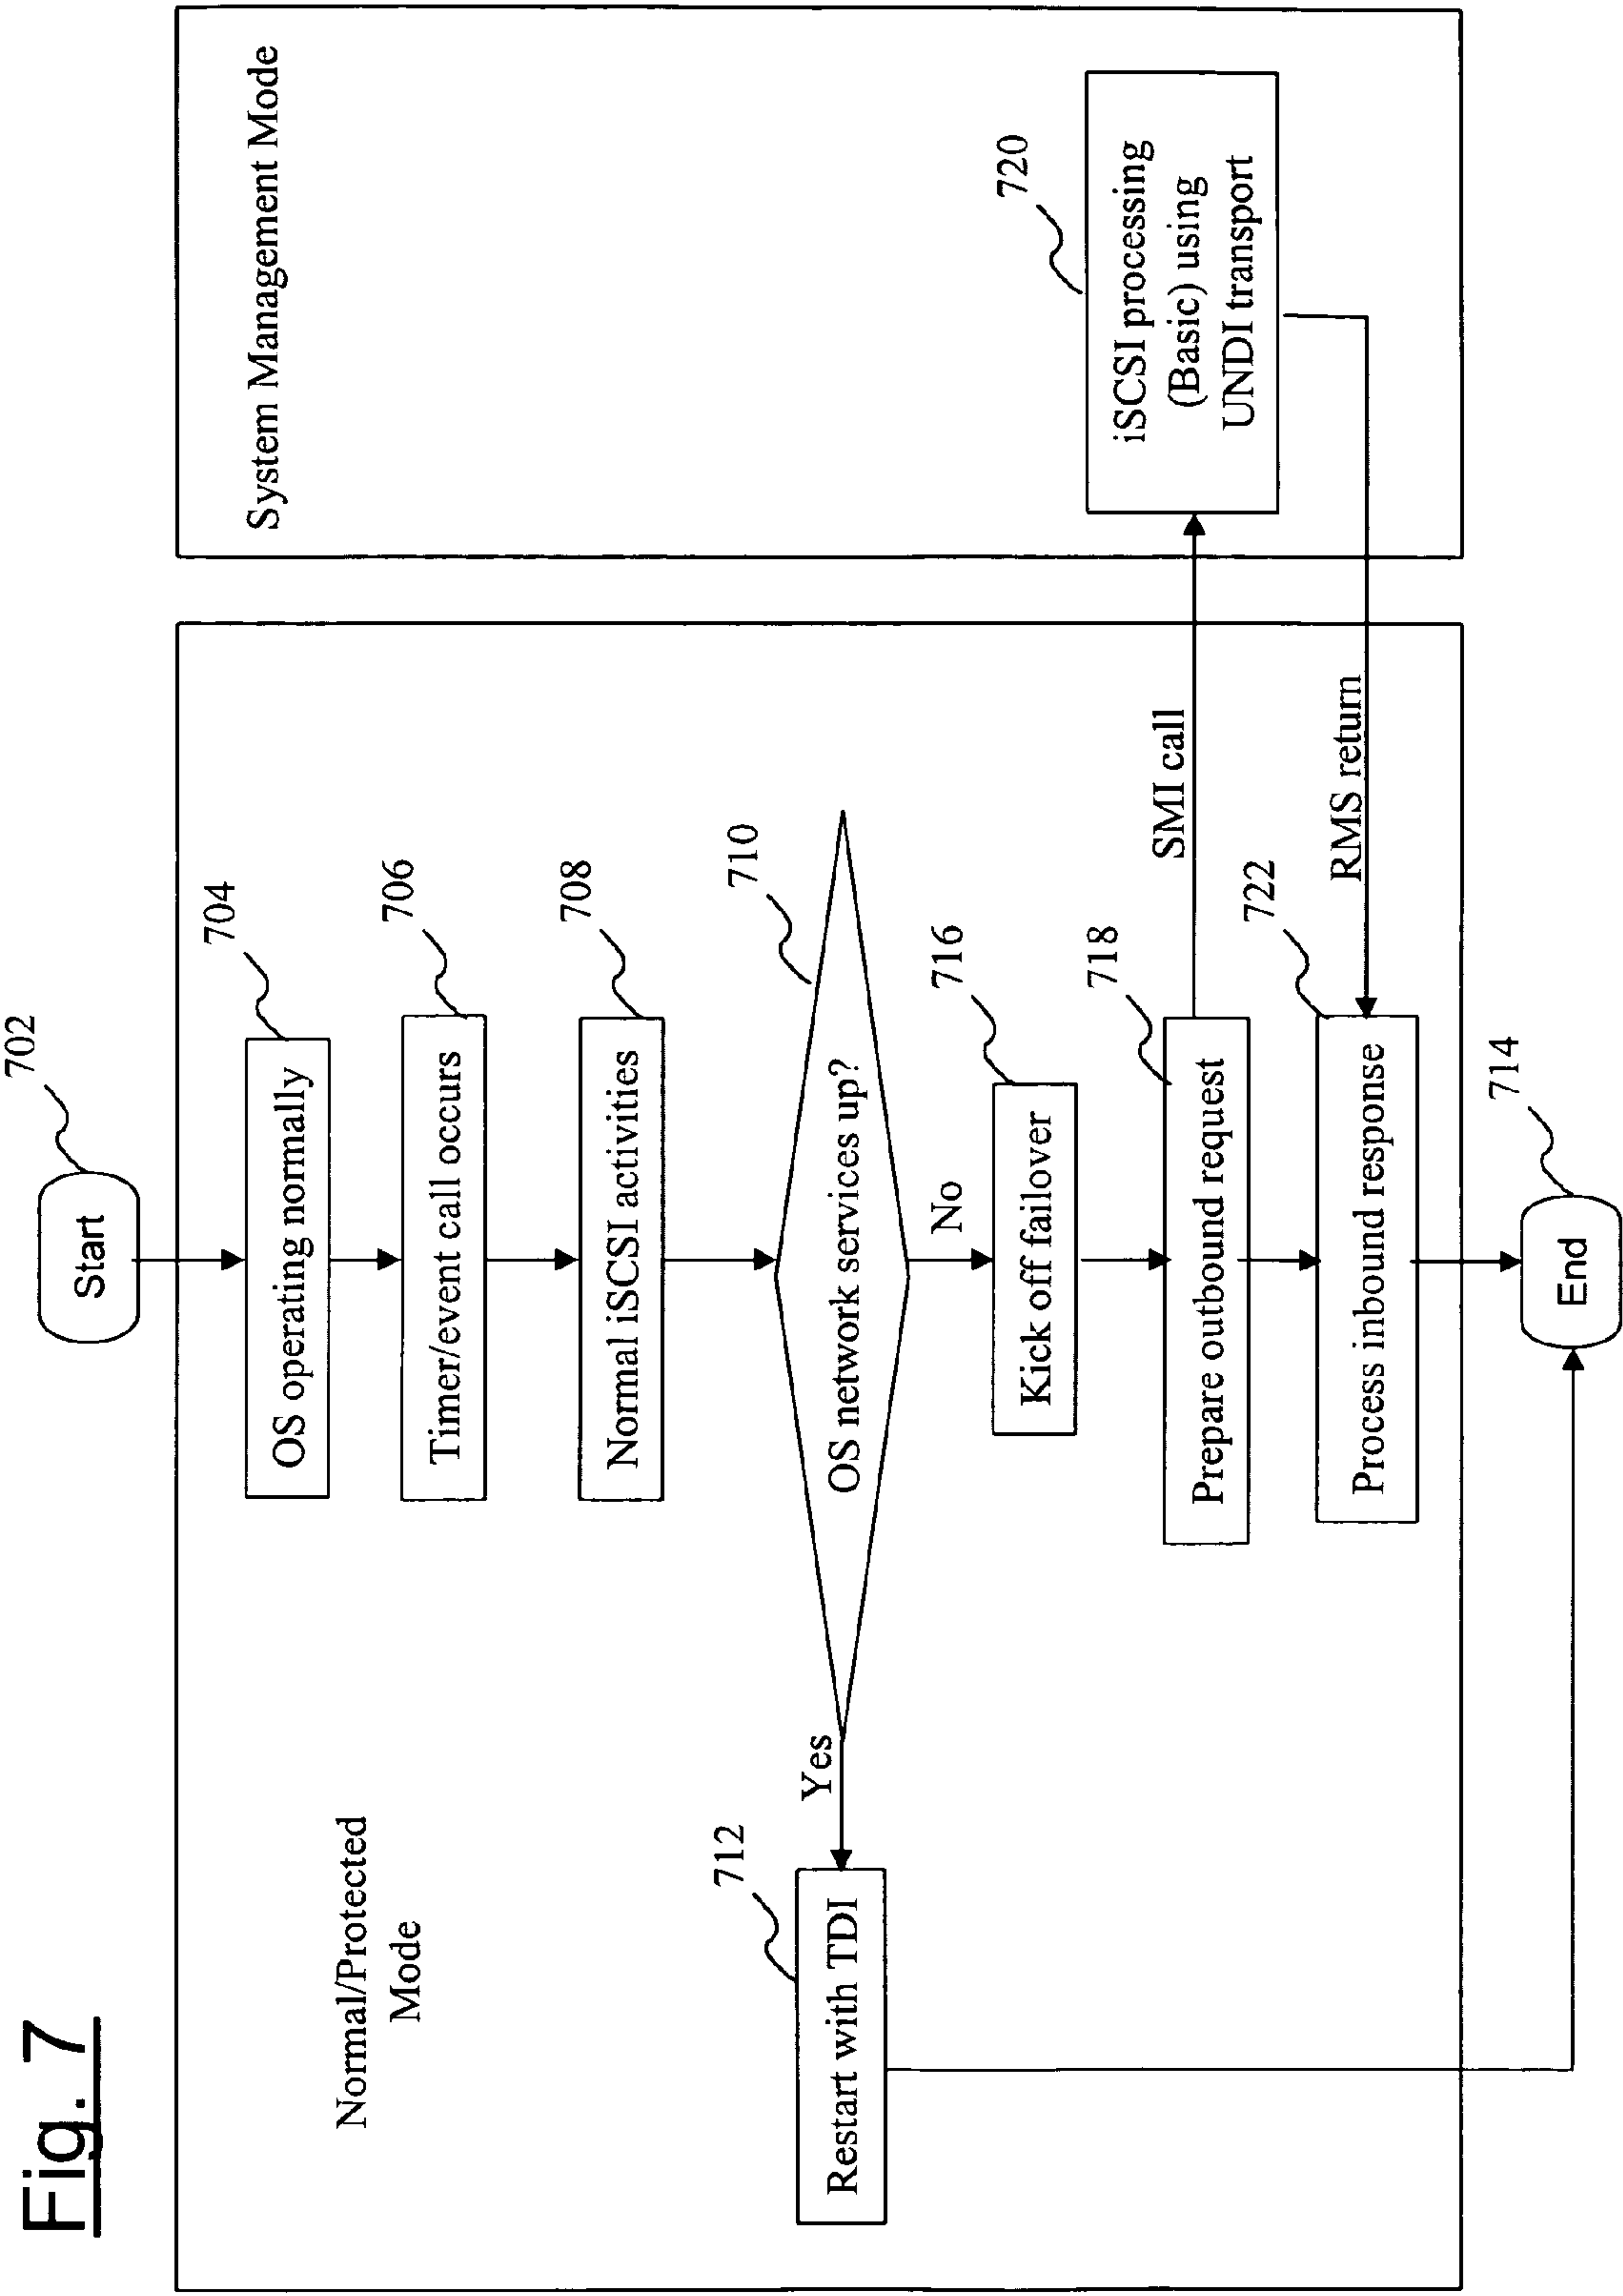 Fig. 7
702
Start
Normal/Protected
Mode
System Management Mode
704
OS operating normally
706
Timer/event call occurs
708
Normal iSCSI activities
710
OS network services up?
Yes
712
Restart with TDI
No
716
Kick off failover
718
Prepare outbound request
SMI call
720
iSCSI processing
(Basic) using
UNDI transport
RMS return
722
Process inbound response
714
End